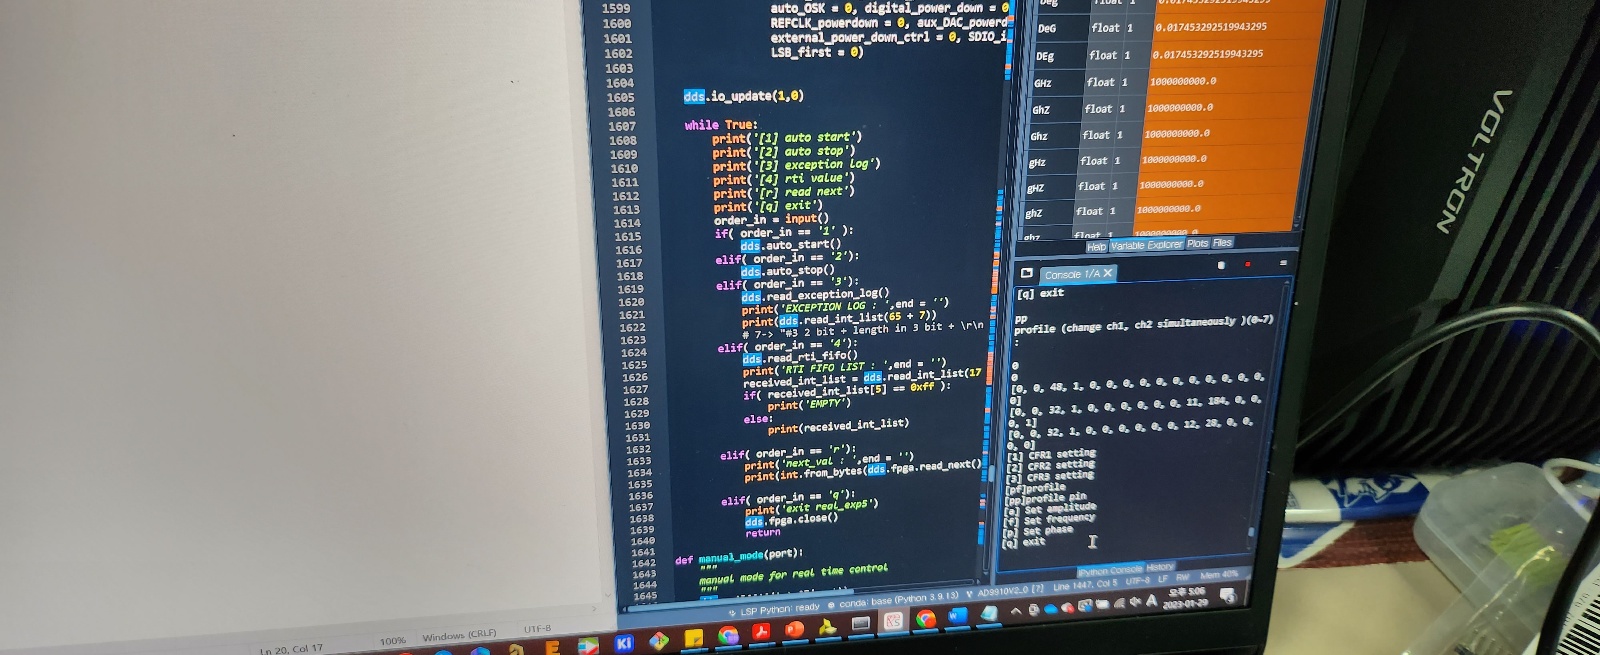 1599 auto_OSK = 0, digital_power_down = 0
1600 REFCLK_powerdown = 0, aux_DAC_powerd
1601 external_power_down_ctrl = 0, SDIO_i
1602 LSB_first = 0)
1603
1604
1605 dds.io_update(1,0)
1606
1607 while True:
1608 print('[1] auto start')
1609 print('[2] auto stop')
1610 print('[3] exception log')
1611 print('[4] rti value')
1612 print('[r] read next')
1613 print('[q] exit')
1614 order_in = input()
1615 if( order_in == '1' ):
1616 dds.auto_start()
1617 elif( order_in == '2'):
1618 dds.auto_stop()
1619 elif( order_in == '3'):
1620 dds.read_exception_log()
1621 print('EXCEPTION LOG : ',end = '')
1622 print(dds.read_int_list(65 + 7))
1623 # 7-> "#3 2 bit + length in 3 bit + \r\n
1624 elif( order_in == '4'):
1625 dds.read_rti_fifo()
1626 print('RTI FIFO LIST : ',end = '')
1627 received_int_list = dds.read_int_list(17
1628 if( received_int_list[5] == 0xff ):
1629 print('EMPTY')
1630 else:
1631 print(received_int_list)
1632
1633 elif( order_in == 'r'):
1634 print('next_val : ',end = '')
1635 print(int.from_bytes(dds.fpga.read_next()
1636 elif( order_in == 'q'):
1637 print('exit real_exp5')
1638 dds.fpga.close()
1639 return
1640
1641 def manual_mode(port):
1642 """
1643 manual mode for real time control
1644 """
1645
Deg float 1 0.017453292519943295
DeG float 1 0.017453292519943295
DEg float 1 0.017453292519943295
GHz float 1 1000000000.0
GhZ float 1 1000000000.0
Ghz float 1 1000000000.0
gHz float 1 1000000000.0
gHZ float 1 1000000000.0
ghZ float 1 1000000000.0
ghz float 1 1000000000.0
Help Variable Explorer Plots Files
Console 1/A
[q] exit
pp
profile (change ch1, ch2 simultaneously )(0~7)
:
0
0
[0, 0, 48, 1, 0, 0, 0, 0, 0, 0, 0, 0, 0, 0, 0,
0]
[0, 0, 32, 1, 0, 0, 0, 0, 0, 0, 11, 184, 0, 0,
0, 1]
[0, 0, 32, 1, 0, 0, 0, 0, 0, 0, 12, 28, 0, 0,
0, 0]
[1] CFR1 setting
[2] CFR2 setting
[3] CFR3 setting
[pf]profile
[pp]profile pin
[a] Set amplitude
[f] Set frequency
[p] Set phase
[q] exit
IPython Console History
LSP Python: ready conda: base (Python 3.9.13) AD9910V2_0 [?] Line 1447, Col 5 UTF-8 LF RW Mem 40%
Ln 20, Col 17 100% Windows (CRLF) UTF-8
Ki
A
오후 5:06
2023-01-29
VOLTRON